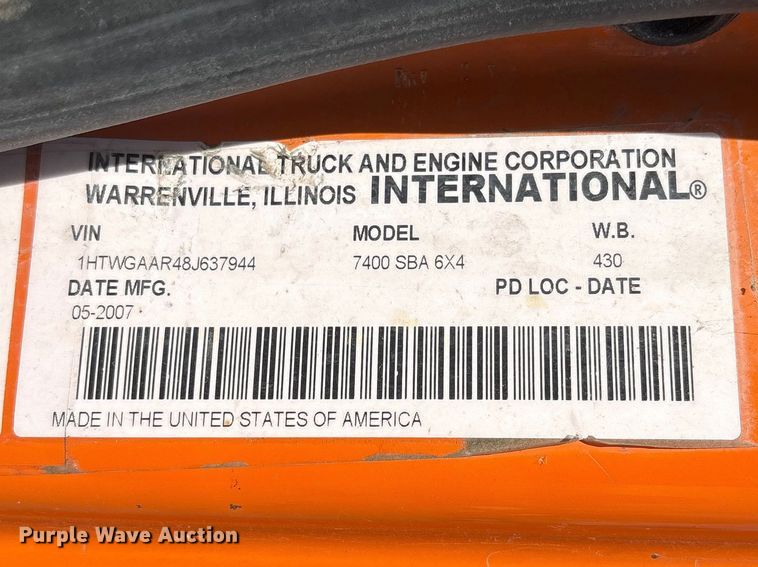 INTERNATIONAL TRUCK AND ENGINE CORPORATION
WARRENVILLE, ILLINOIS INTERNATIONAL®
VIN MODEL W.B.
1HTWGAAR48J637944 7400 SBA 6X4 430
DATE MFG. PD LOC - DATE
05-2007
MADE IN THE UNITED STATES OF AMERICA
Purple Wave Auction®